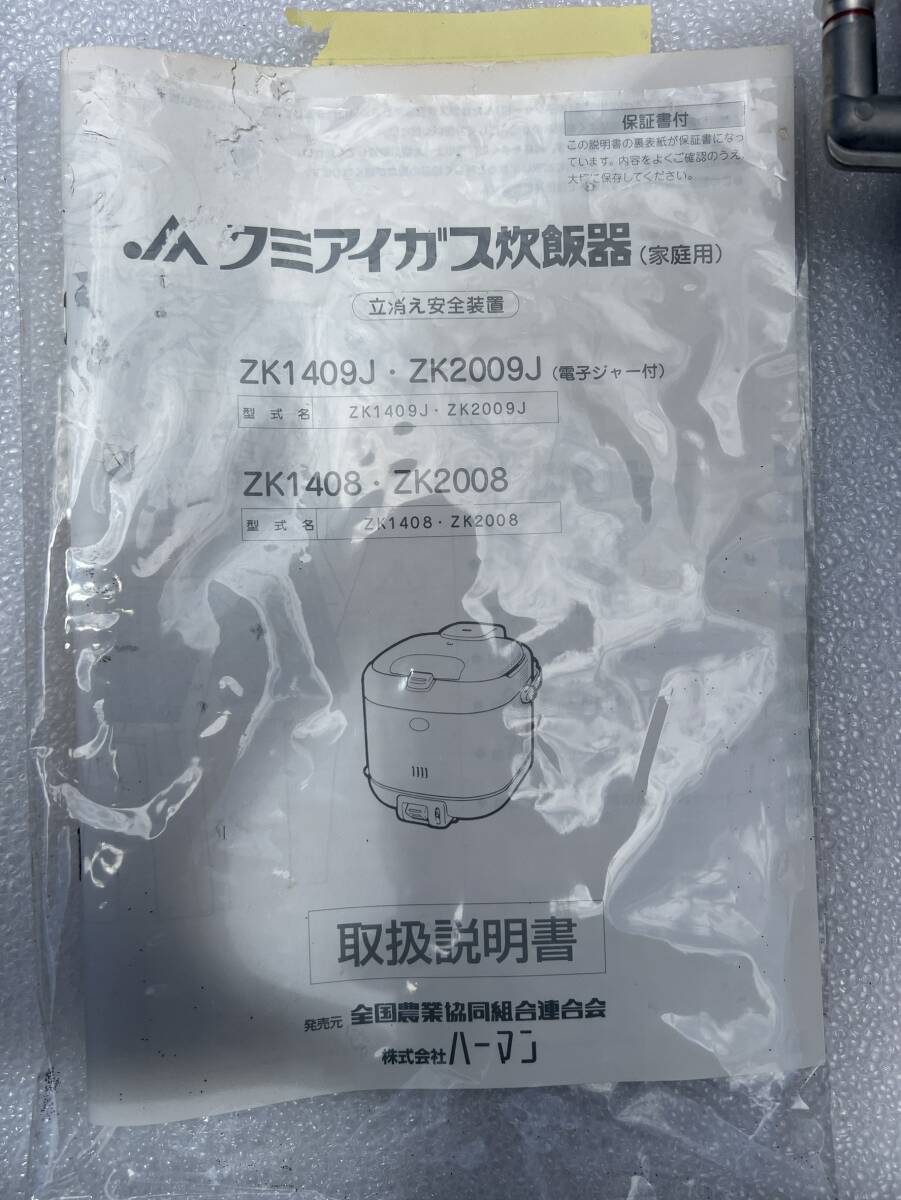 保証書付
この説明書の裏表紙が保証書になっ
ています。内容をよくご確認のうえ、
大切に保存してください。
JA クミアイガス炊飯器(家庭用)
立消え安全装置
ZK1409J・ZK2009J(電子ジャー付)
型式名 ZK1409J・ZK2009J
ZK1408・ZK2008
型式名 ZK1408・ZK2008
取扱説明書
発売元 全国農業協同組合連合会
株式会社ハーマン